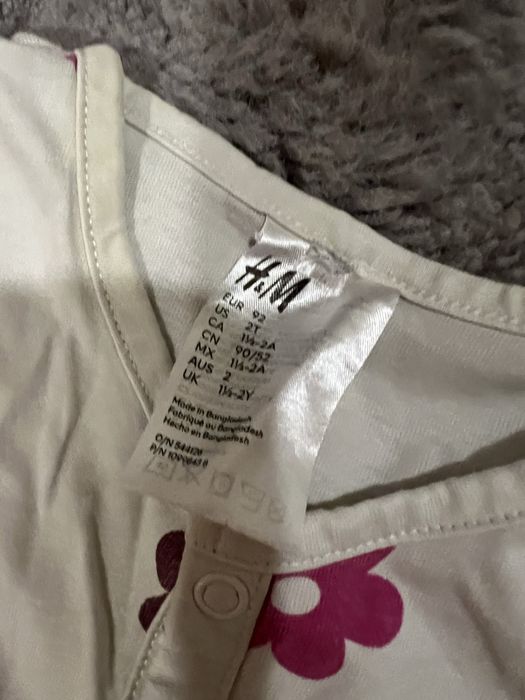 H&M
EUR 92
US 2T
CA 1½-2A
CN 90/52
MX 1½-2A
AUS 2
UK 1½-2Y
Made in Bangladesh
Fabriqué au Bangladesh
Hecho en Bangladesh
O/N 544126